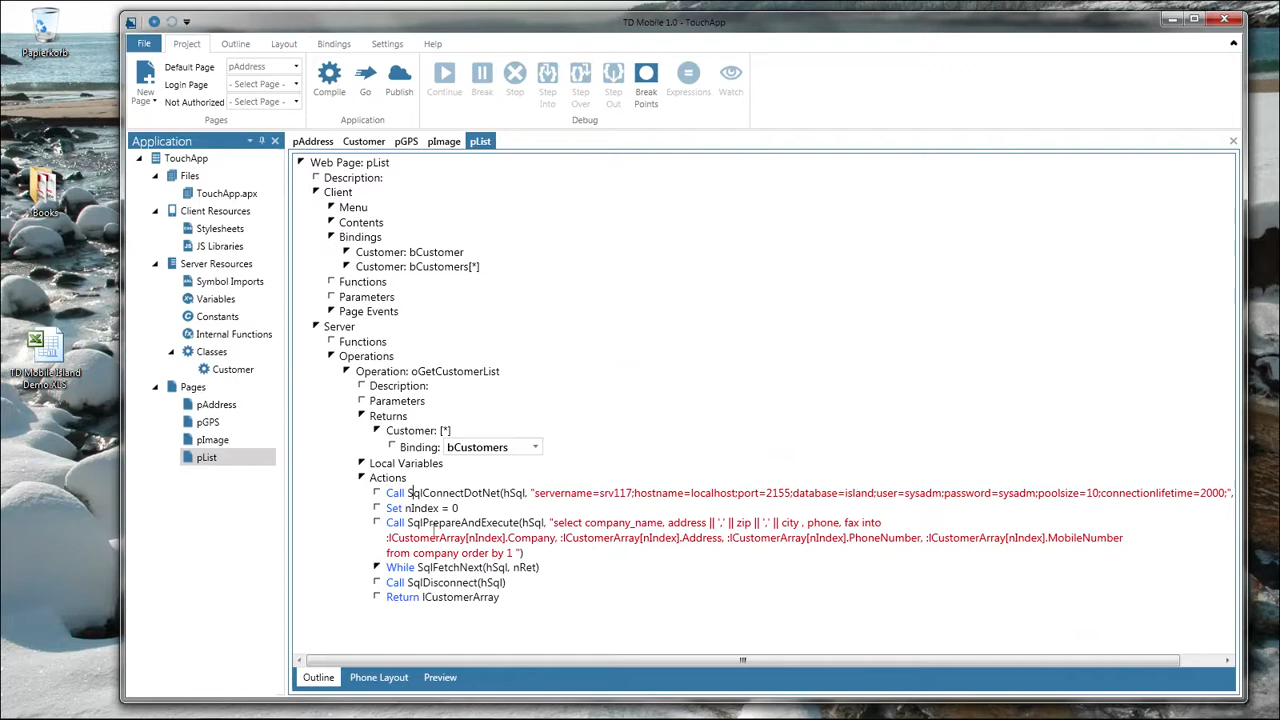 Papierkorb
Books
TD Mobile Island
Demo.XLS
TD Mobile 1.0 - TouchApp
File
Project
Outline
Layout
Bindings
Settings
Help
New
Page
Default Page
pAddress
Login Page
- Select Page -
Not Authorized
- Select Page -
Pages
Compile
Go
Publish
Application
Continue
Break
Stop
Step
Into
Step
Over
Step
Out
Break
Points
Expressions
Watch
Debug
Application
TouchApp
Files
TouchApp.apx
Client Resources
Stylesheets
JS Libraries
Server Resources
Symbol Imports
Variables
Constants
Internal Functions
Classes
Customer
Pages
pAddress
pGPS
pImage
pList
pAddress
Customer
pGPS
pImage
pList
Web Page: pList
Description:
Client
Menu
Contents
Bindings
Customer: bCustomer
Customer: bCustomers[*]
Functions
Parameters
Page Events
Server
Functions
Operations
Operation: oGetCustomerList
Description:
Parameters
Returns
Customer: [*]
Binding: bCustomers
Local Variables
Actions
Call SqlConnectDotNet(hSql, "servername=srv117;hostname=localhost;port=2155;database=island;user=sysadm;password=sysadm;poolsize=10;connectionlifetime=2000;",
Set nIndex = 0
Call SqlPrepareAndExecute(hSql, "select company_name, address || ',' || zip || ',' || city , phone, fax into
:lCustomerArray[nIndex].Company, :lCustomerArray[nIndex].Address, :lCustomerArray[nIndex].PhoneNumber, :lCustomerArray[nIndex].MobileNumber
from company order by 1 ")
While SqlFetchNext(hSql, nRet)
Call SqlDisconnect(hSql)
Return lCustomerArray
Outline
Phone Layout
Preview